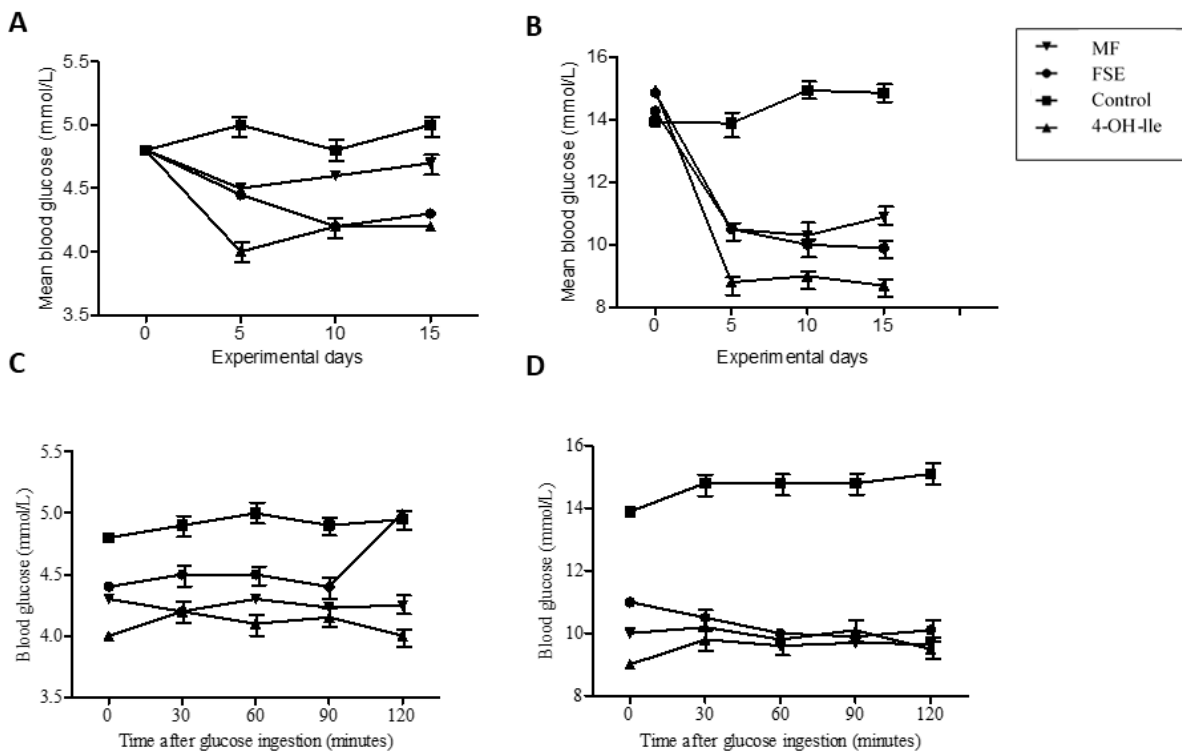 A
Mean blood glucose (mmol/L)
5.5
5.0
4.5
4.0
3.5
0 5 10 15
Experimental days
B
Mean blood glucose (mmol/L)
16
14
12
10
8
0 5 10 15
Experimental days
MF
FSE
Control
4-OH-Ile
C
Blood glucose (mmol/L)
5.5
5.0
4.5
4.0
3.5
0 30 60 90 120
Time after glucose ingestion (minutes)
D
Blood glucose (mmol/L)
16
14
12
10
8
0 30 60 90 120
Time after glucose ingestion (minutes)